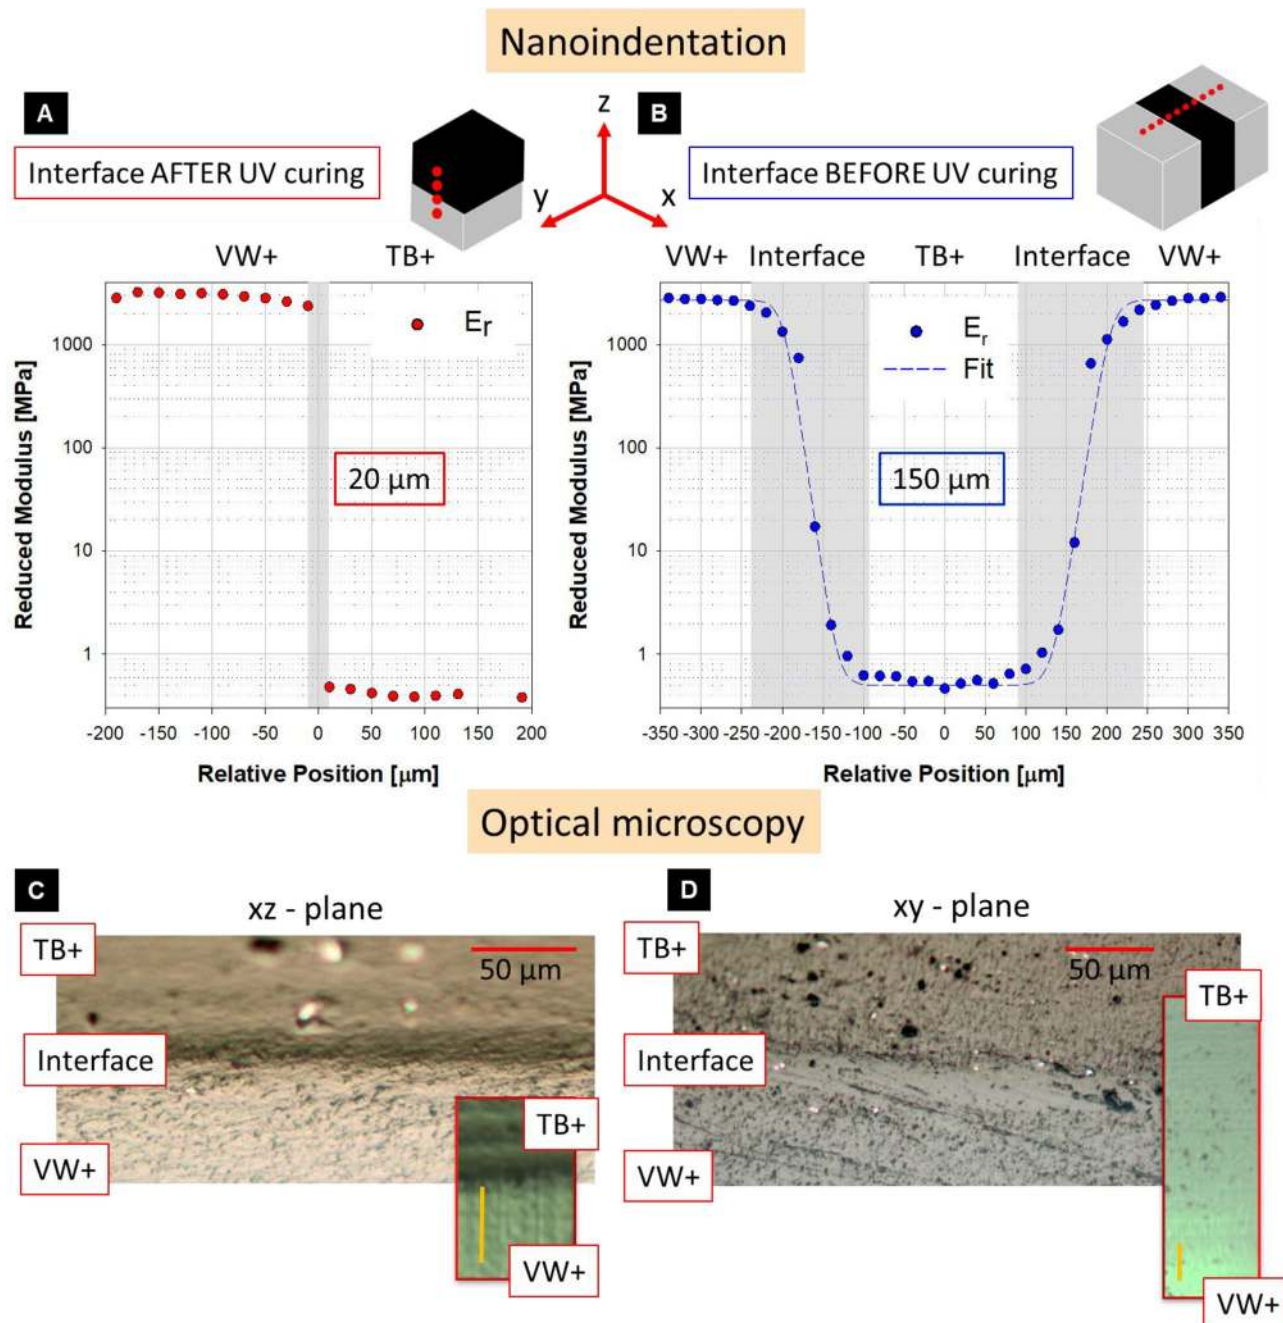 Nanoindentation
A
Interface AFTER UV curing
z
y
x
B
Interface BEFORE UV curing
VW+ TB+
Er
20 µm
1000
100
10
1
Reduced Modulus [MPa]
-200 -150 -100 -50 0 50 100 150 200
Relative Position [µm]
VW+ Interface TB+ Interface VW+
Er
Fit
150 µm
1000
100
10
1
Reduced Modulus [MPa]
-350 -300 -250 -200 -150 -100 -50 0 50 100 150 200 250 300 350
Relative Position [µm]
Optical microscopy
C
xz - plane
TB+
50 µm
Interface
VW+
TB+
VW+
D
xy - plane
TB+
50 µm
Interface
VW+
TB+
VW+